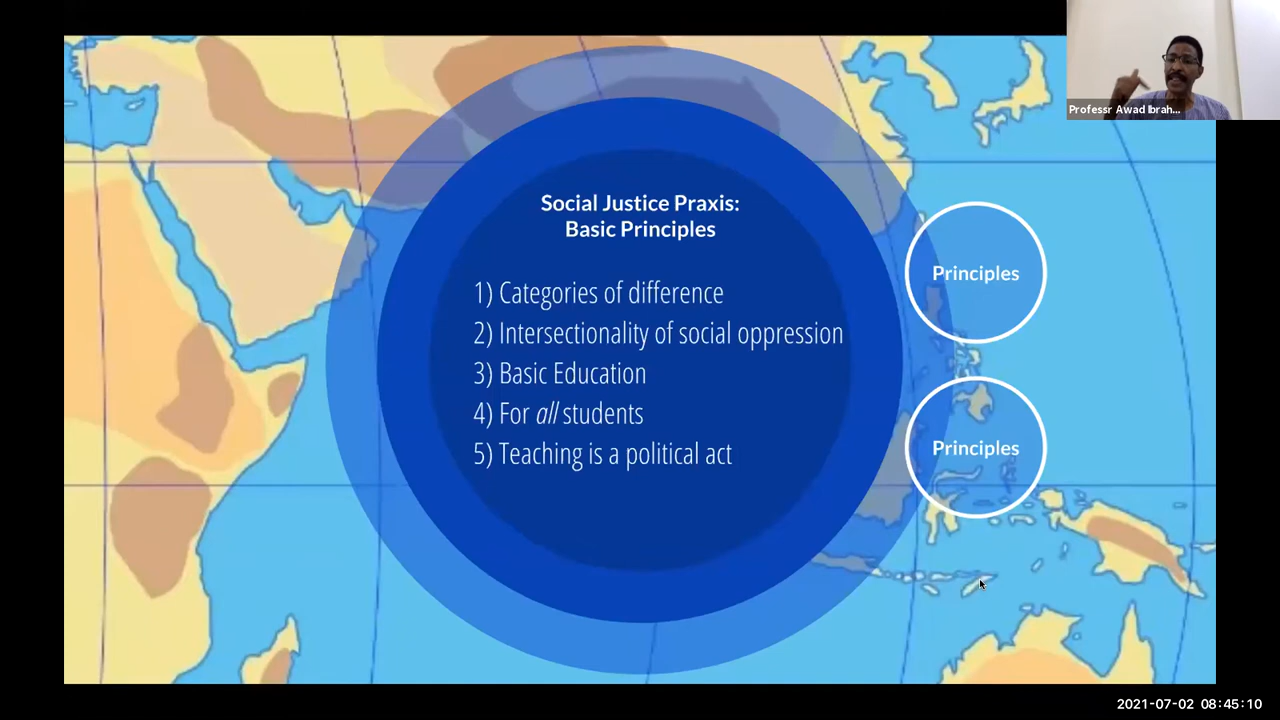 Professr Awad Ibrah...
Social Justice Praxis:
Basic Principles
1) Categories of difference
2) Intersectionality of social oppression
3) Basic Education
4) For all students
5) Teaching is a political act
Principles
Principles
2021-07-02 08:45:10